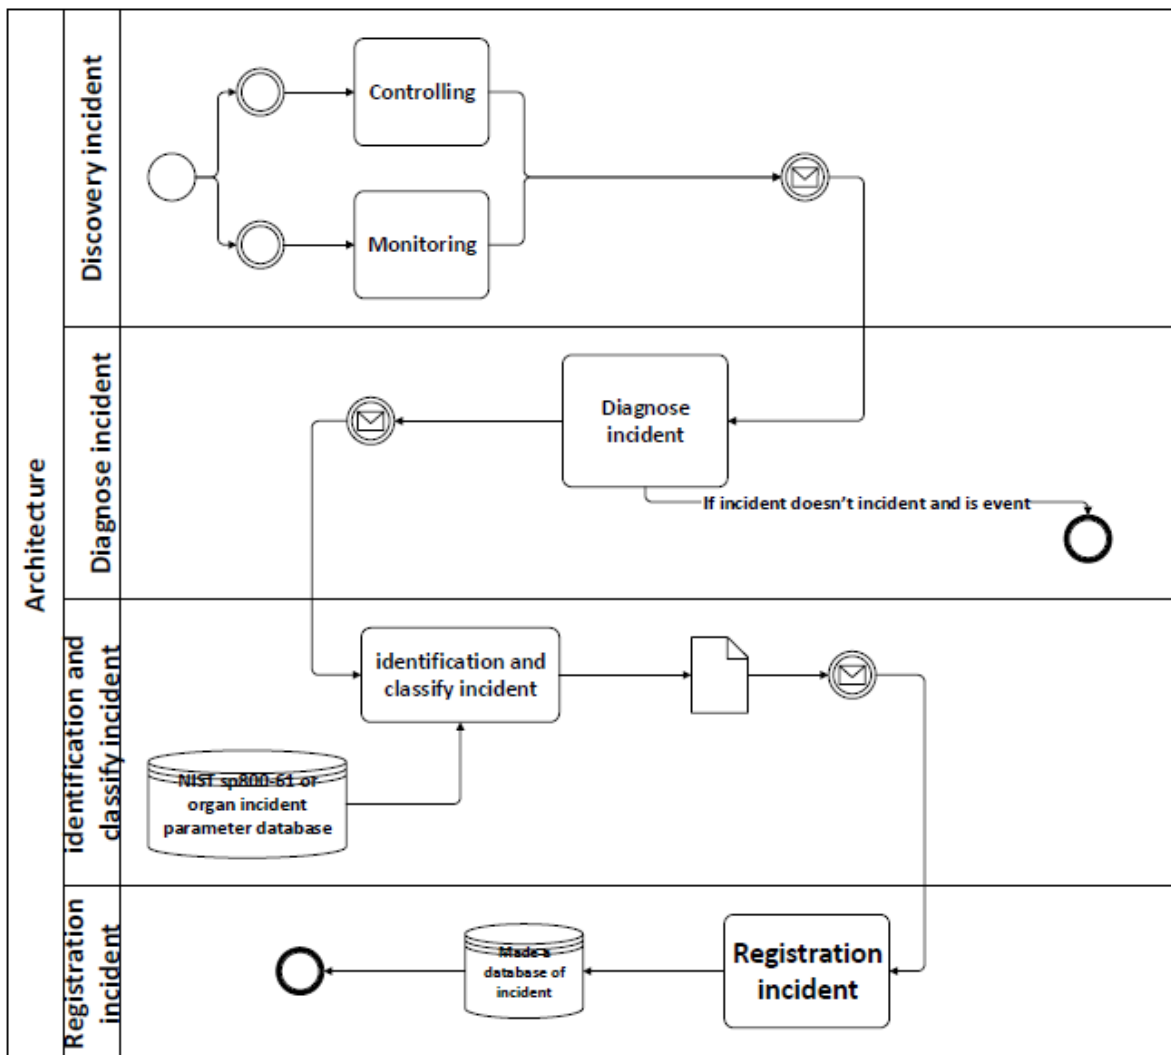 Architecture
Discovery incident
Controlling
Monitoring
Diagnose incident
Diagnose
incident
If incident doesn't incident and is event
identification and
classify incident
identification and
classify incident
NIST sp800-61 or
organ incident
parameter database
Registration
incident
Made a
database of
incident
Registration
incident